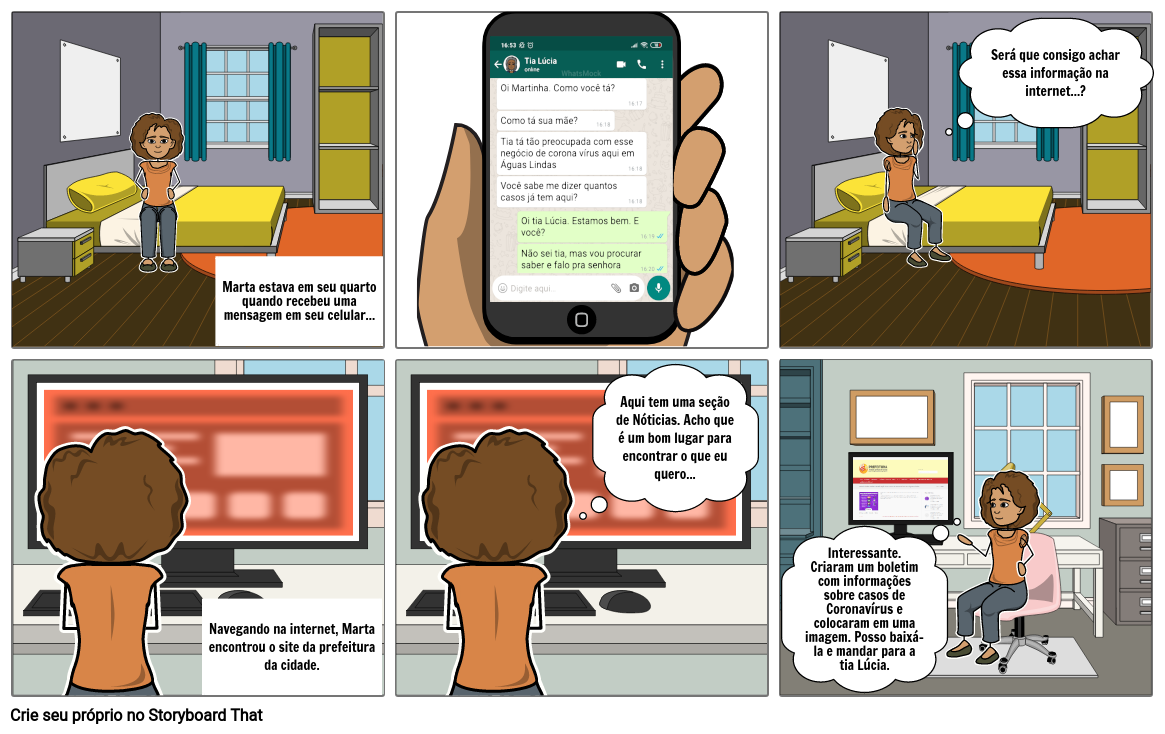 Marta estava em seu quarto
quando recebeu uma
mensagem em seu celular...
16:53
Tia Lúcia
online
WhatsMock
Oi Martinha. Como você tá?
16:17
Como tá sua mãe?
16:18
Tia tá tão preocupada com esse
negócio de corona vírus aqui em
Águas Lindas
16:18
Você sabe me dizer quantos
casos já tem aqui?
16:18
Oi tia Lúcia. Estamos bem. E
você?
16:19
Não sei tia, mas vou procurar
saber e falo pra senhora
16:20
Digite aqui...
Será que consigo achar
essa informação na
internet...?
Navegando na internet, Marta
encontrou o site da prefeitura
da cidade.
Aqui tem uma seção
de Nóticias. Acho que
é um bom lugar para
encontrar o que eu
quero...
PREFEITURA
Interessante.
Criaram um boletim
com informações
sobre casos de
Coronavírus e
colocaram em uma
imagem. Posso baixá-
la e mandar para a
tia Lúcia.
Crie seu próprio no Storyboard That